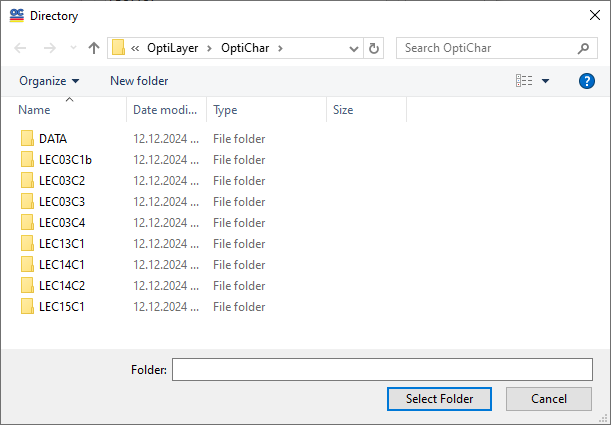 OC Directory
« OptiLayer > OptiChar > Search OptiChar
Organize New folder ?
Name Date modi... Type Size
DATA 12.12.2024 ... File folder
LEC03C1b 12.12.2024 ... File folder
LEC03C2 12.12.2024 ... File folder
LEC03C3 12.12.2024 ... File folder
LEC03C4 12.12.2024 ... File folder
LEC13C1 12.12.2024 ... File folder
LEC14C1 12.12.2024 ... File folder
LEC14C2 12.12.2024 ... File folder
LEC15C1 12.12.2024 ... File folder
Folder:
Select Folder Cancel